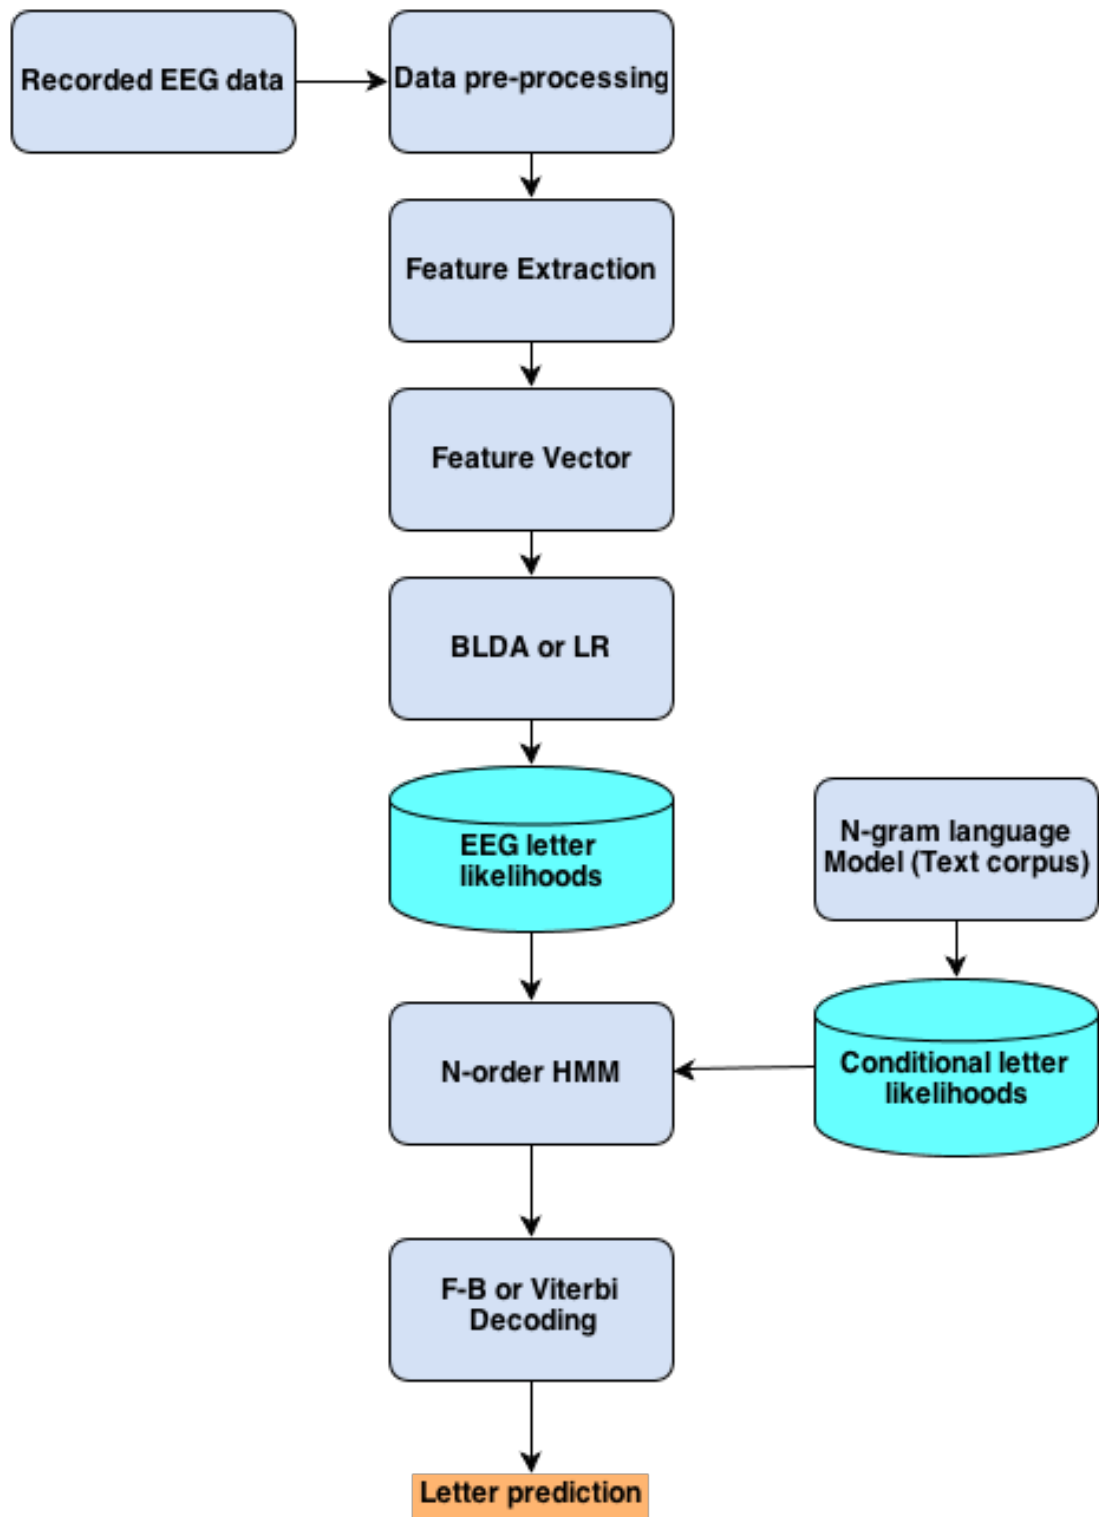 Recorded EEG data
Data pre-processing
Feature Extraction
Feature Vector
BLDA or LR
EEG letter
likelihoods
N-gram language
Model (Text corpus)
Conditional letter
likelihoods
N-order HMM
F-B or Viterbi
Decoding
Letter prediction